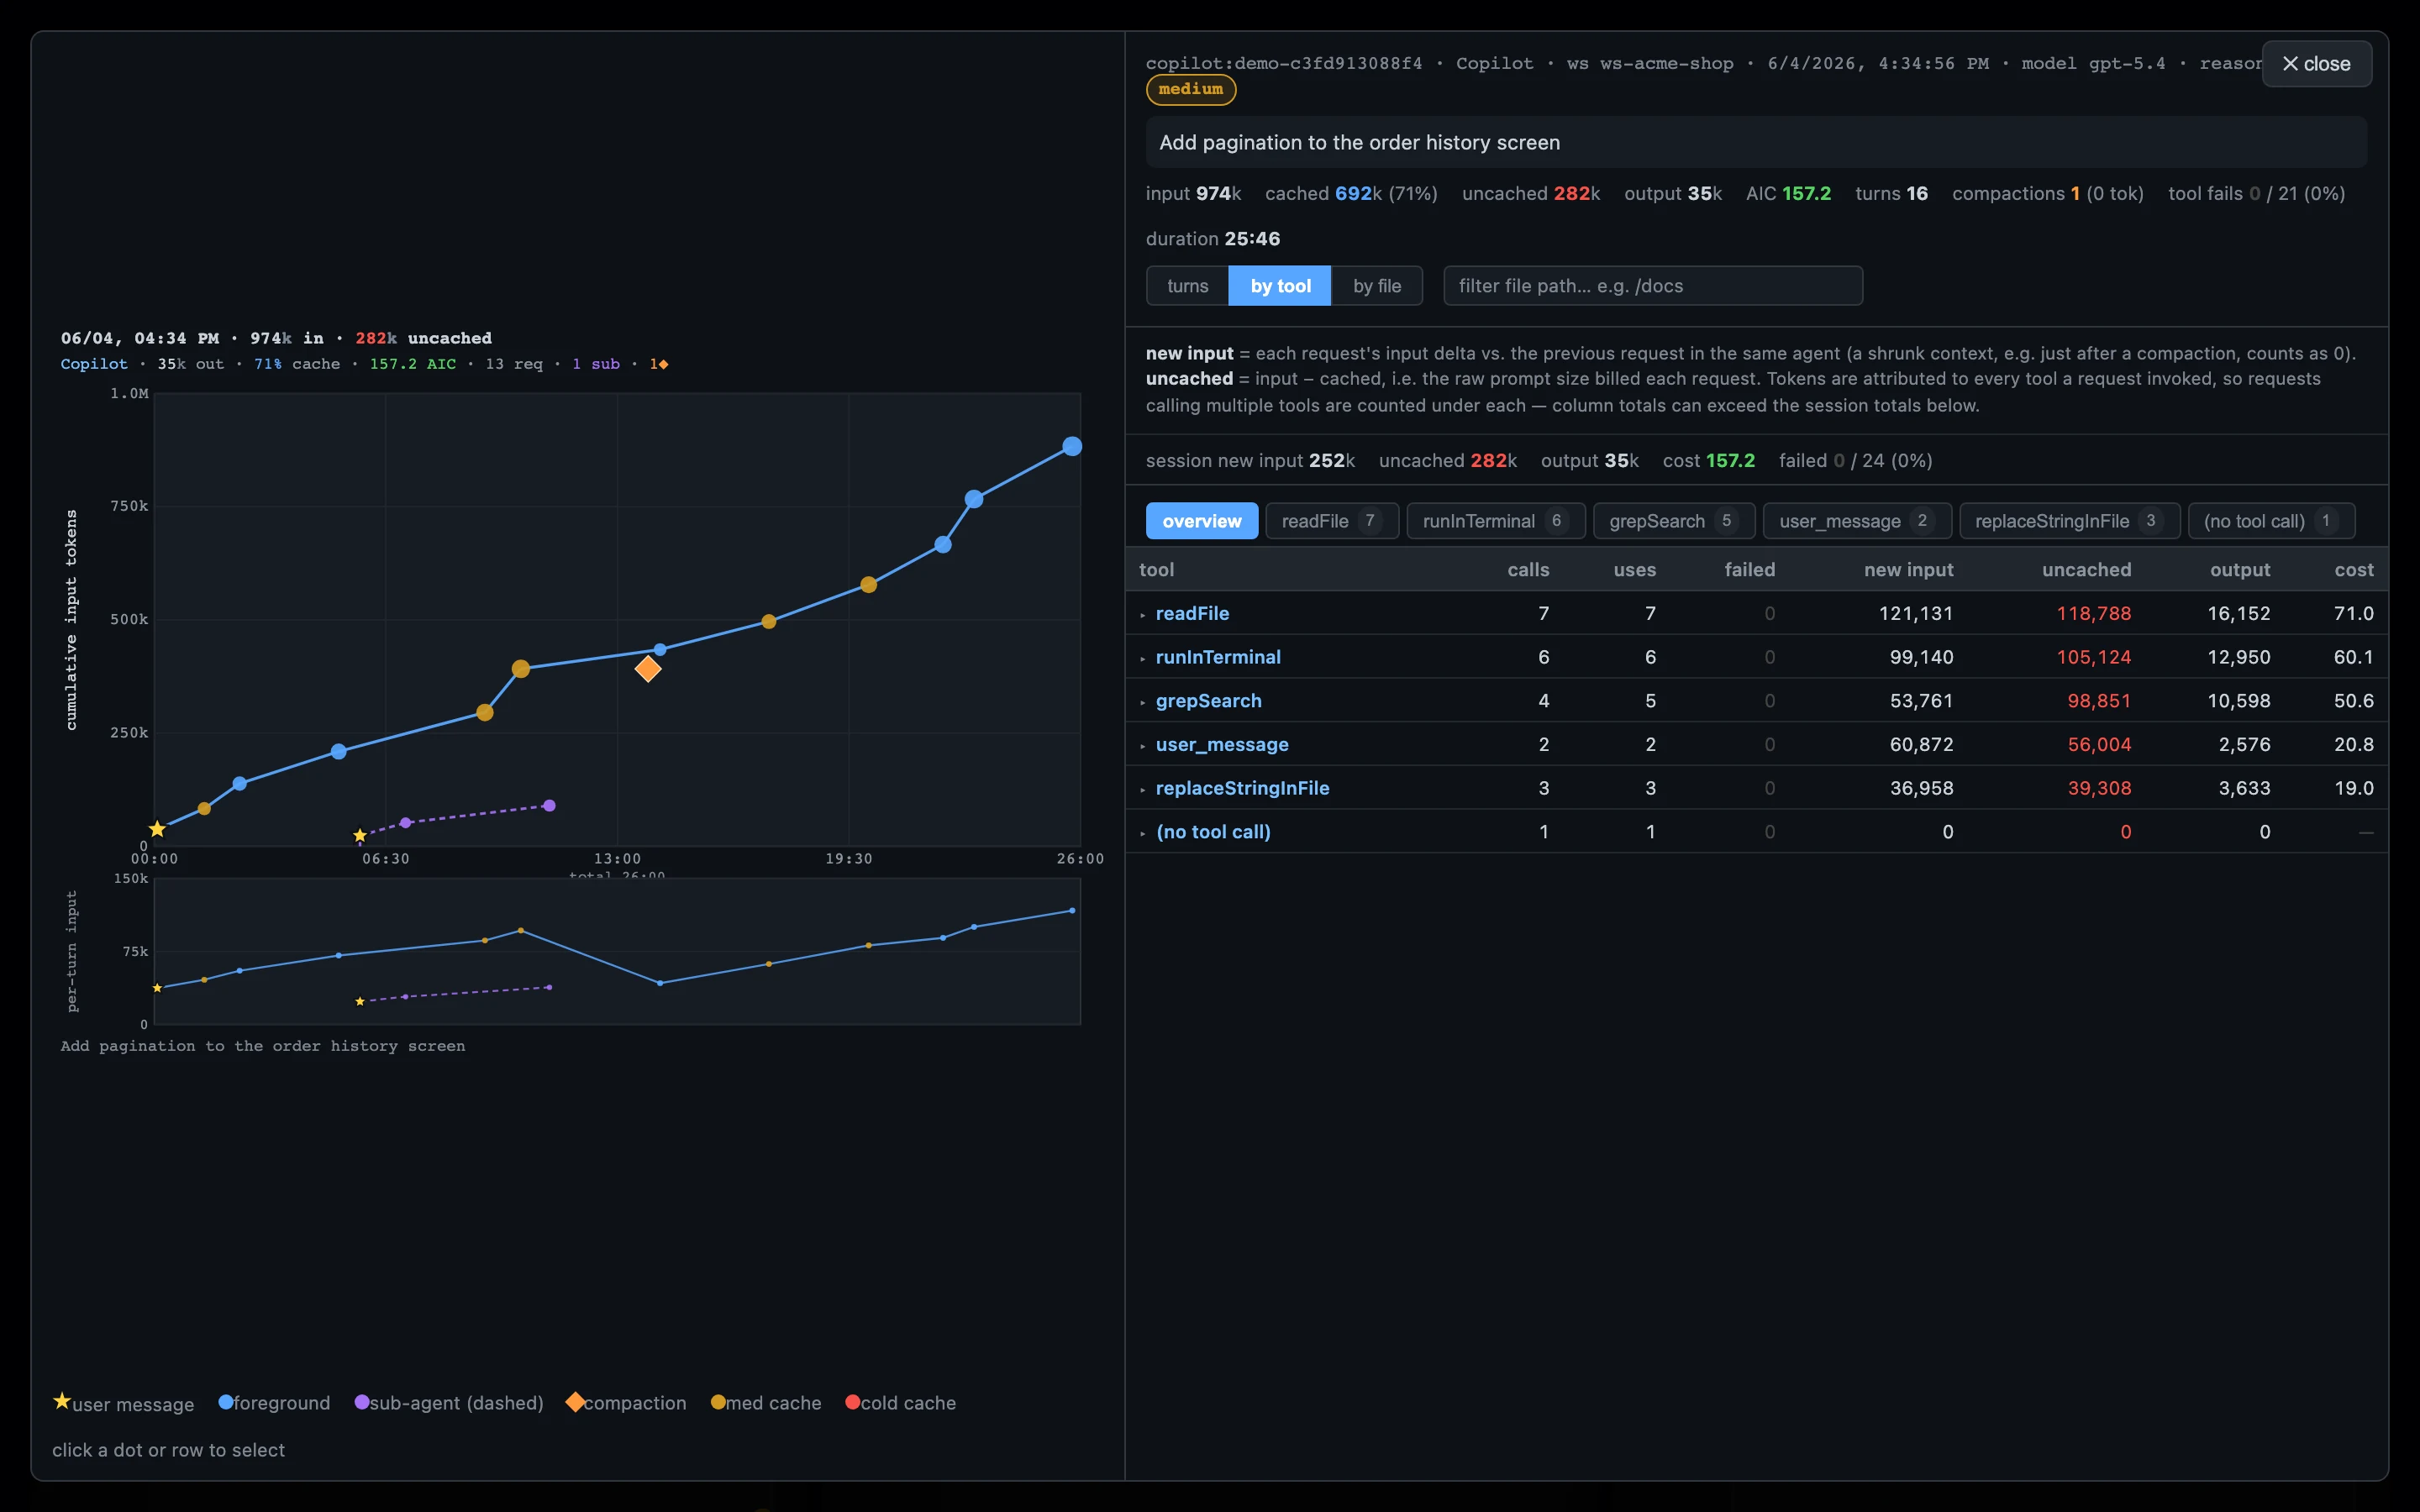 06/04, 04:34 PM · 974k in · 282k uncached
Copilot · 35k out · 71% cache · 157.2 AIC · 13 req · 1 sub · 1◆
cumulative input tokens
1.0M
750k
500k
250k
0
00:00 06:30 13:00 19:30 26:00
total 26:00
per-turn input
150k
75k
0
Add pagination to the order history screen
★user message ●foreground ●sub-agent (dashed) ◆compaction ●med cache ●cold cache
click a dot or row to select
copilot:demo-c3fd913088f4 · Copilot · ws ws-acme-shop · 6/4/2026, 4:34:56 PM · model gpt-5.4 · reason
✕ close
medium
Add pagination to the order history screen
input 974k cached 692k (71%) uncached 282k output 35k AIC 157.2 turns 16 compactions 1 (0 tok) tool fails 0 / 21 (0%)
duration 25:46
turns by tool by file filter file path... e.g. /docs
new input = each request's input delta vs. the previous request in the same agent (a shrunk context, e.g. just after a compaction, counts as 0).
uncached = input − cached, i.e. the raw prompt size billed each request. Tokens are attributed to every tool a request invoked, so requests
calling multiple tools are counted under each — column totals can exceed the session totals below.
session new input 252k uncached 282k output 35k cost 157.2 failed 0 / 24 (0%)
overview readFile 7 runInTerminal 6 grepSearch 5 user_message 2 replaceStringInFile 3 (no tool call) 1
tool calls uses failed new input uncached output cost
▸ readFile 7 7 0 121,131 118,788 16,152 71.0
▸ runInTerminal 6 6 0 99,140 105,124 12,950 60.1
▸ grepSearch 4 5 0 53,761 98,851 10,598 50.6
▸ user_message 2 2 0 60,872 56,004 2,576 20.8
▸ replaceStringInFile 3 3 0 36,958 39,308 3,633 19.0
▸ (no tool call) 1 1 0 0 0 0 —